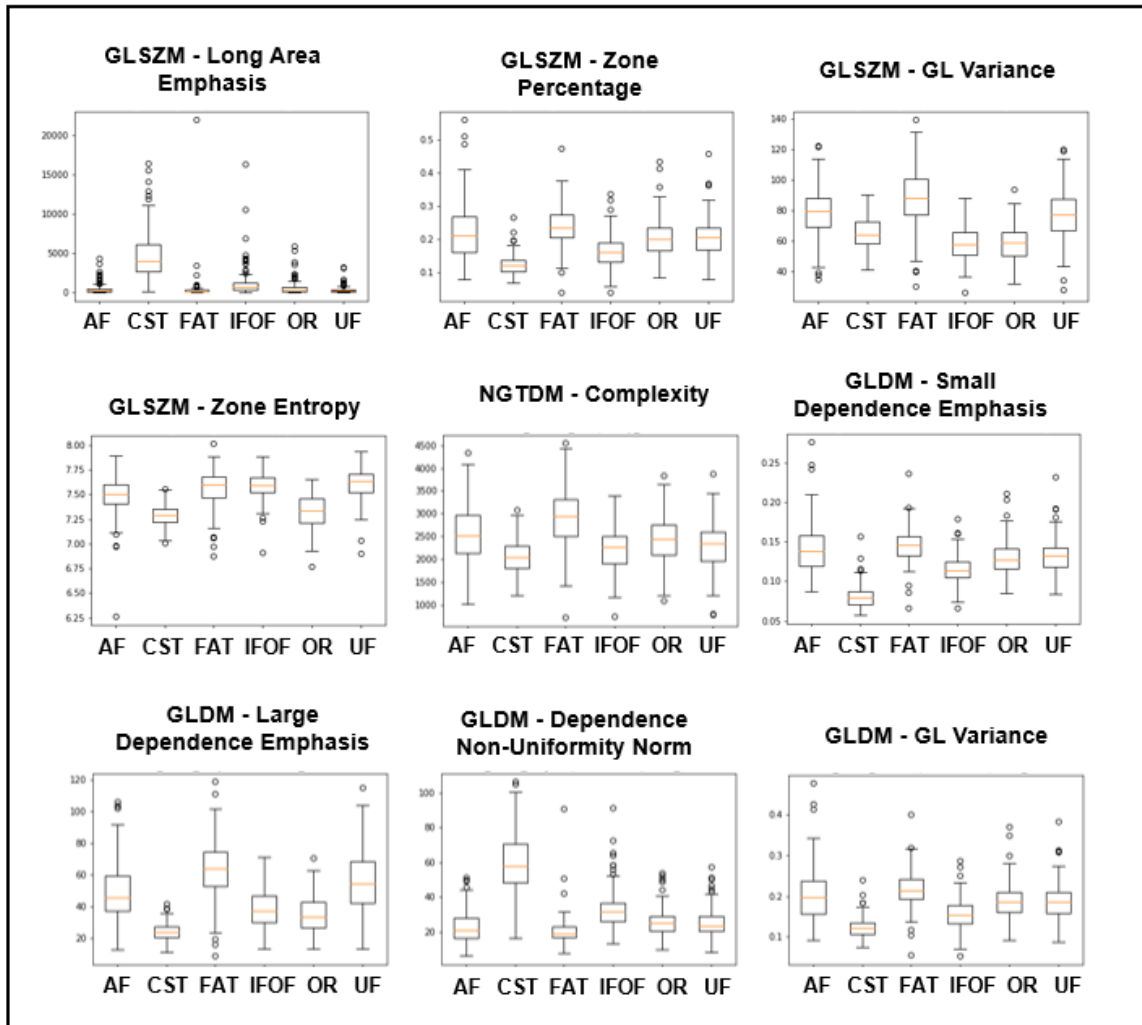 GLSZM - Long Area
Emphasis
20000
15000
10000
5000
0
AF CST FAT IFOF OR UF
GLSZM - Zone
Percentage
0.5
0.4
0.3
0.2
0.1
AF CST FAT IFOF OR UF
GLSZM - GL Variance
140
120
100
80
60
40
AF CST FAT IFOF OR UF
GLSZM - Zone Entropy
8.00
7.75
7.50
7.25
7.00
6.75
6.50
6.25
AF CST FAT IFOF OR UF
NGTDM - Complexity
4500
4000
3500
3000
2500
2000
1500
1000
AF CST FAT IFOF OR UF
GLDM - Small
Dependence Emphasis
0.25
0.20
0.15
0.10
0.05
AF CST FAT IFOF OR UF
GLDM - Large
Dependence Emphasis
120
100
80
60
40
20
AF CST FAT IFOF OR UF
GLDM - Dependence
Non-Uniformity Norm
100
80
60
40
20
AF CST FAT IFOF OR UF
GLDM - GL Variance
0.4
0.3
0.2
0.1
AF CST FAT IFOF OR UF